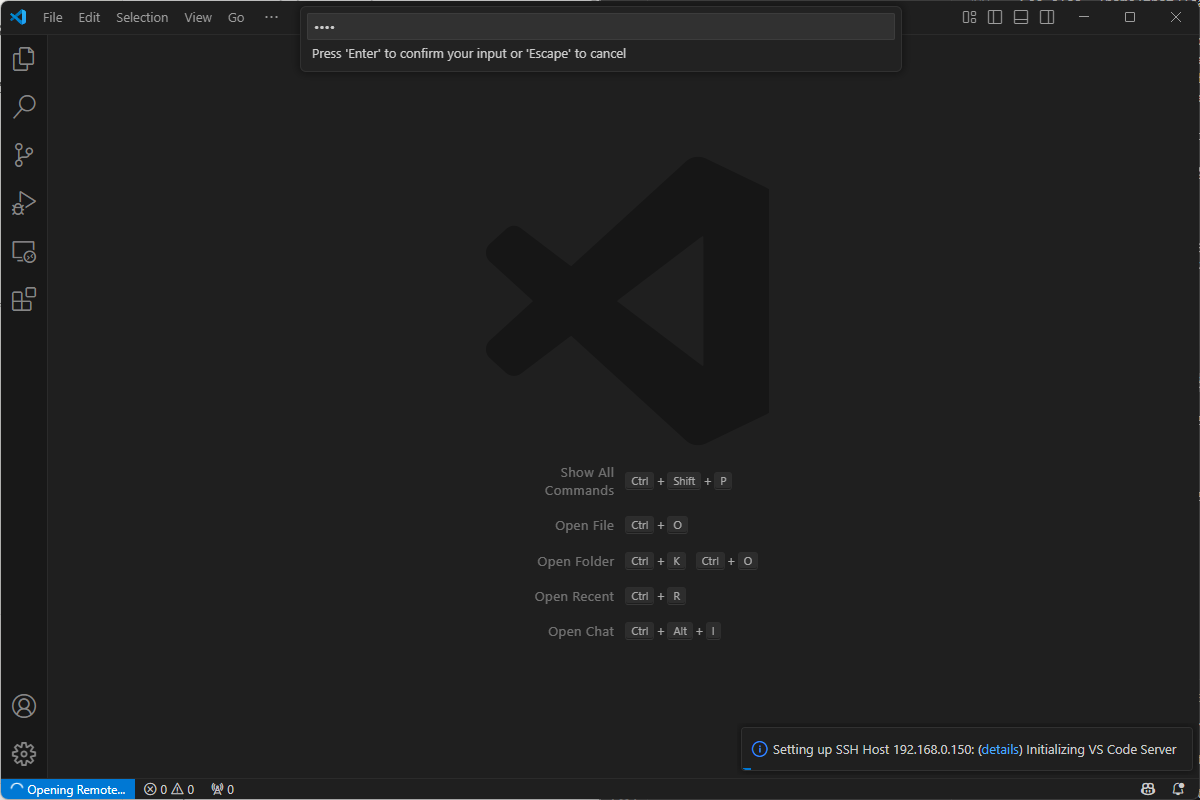 File Edit Selection View Go ···
••••
Press 'Enter' to confirm your input or 'Escape' to cancel
Show All
Commands
Ctrl + Shift + P
Open File Ctrl + O
Open Folder Ctrl + K Ctrl + O
Open Recent Ctrl + R
Open Chat Ctrl + Alt + I
Setting up SSH Host 192.168.0.150: (details) Initializing VS Code Server
Opening Remote... 0 0 0